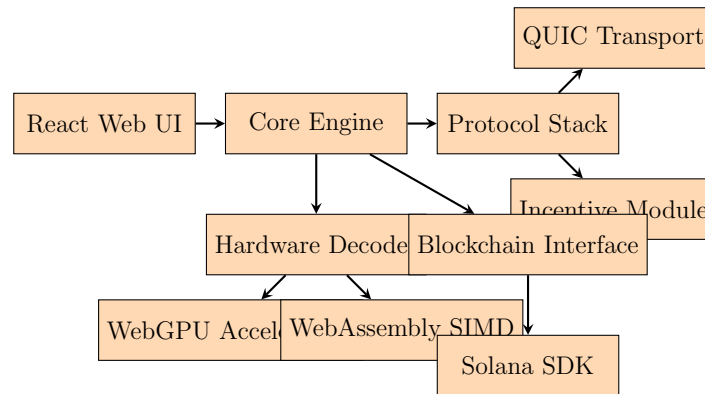 QUIC Transport
React Web UI
Core Engine
Protocol Stack
Incentive Module
Hardware Decode
Blockchain Interface
WebGPU Accel
WebAssembly SIMD
Solana SDK